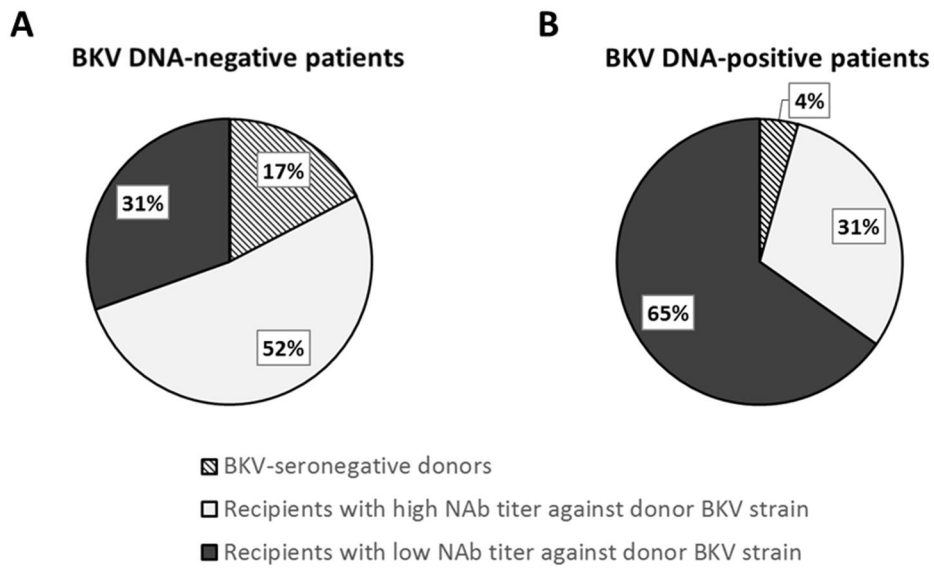 A
BKV DNA-negative patients
17%
31%
52%
B
BKV DNA-positive patients
4%
31%
65%
BKV-seronegative donors
Recipients with high NAb titer against donor BKV strain
Recipients with low NAb titer against donor BKV strain